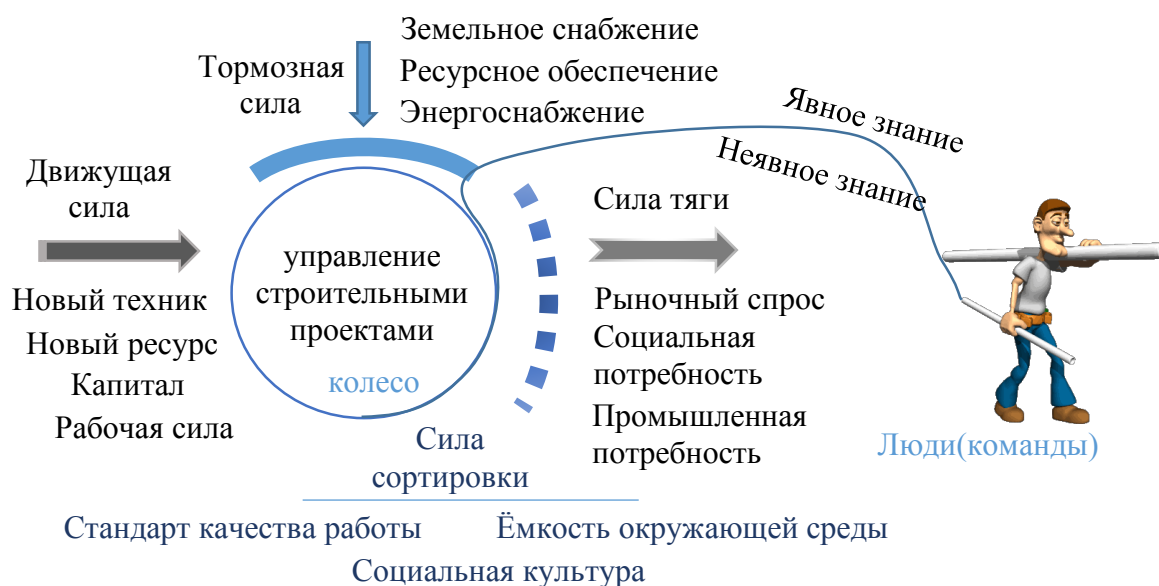 Тормозная
сила
Земельное снабжение
Ресурсное обеспечение
Энергоснабжение
Явное знание
Неявное знание
Движущая
сила
Новый техник
Новый ресурс
Капитал
Рабочая сила
управление
строительными
проектами
колесо
Сила тяги
Рыночный спрос
Социальная
потребность
Промышленная
потребность
Люди(команды)
Сила
сортировки
Стандарт качества работы
Ёмкость окружающей среды
Социальная культура